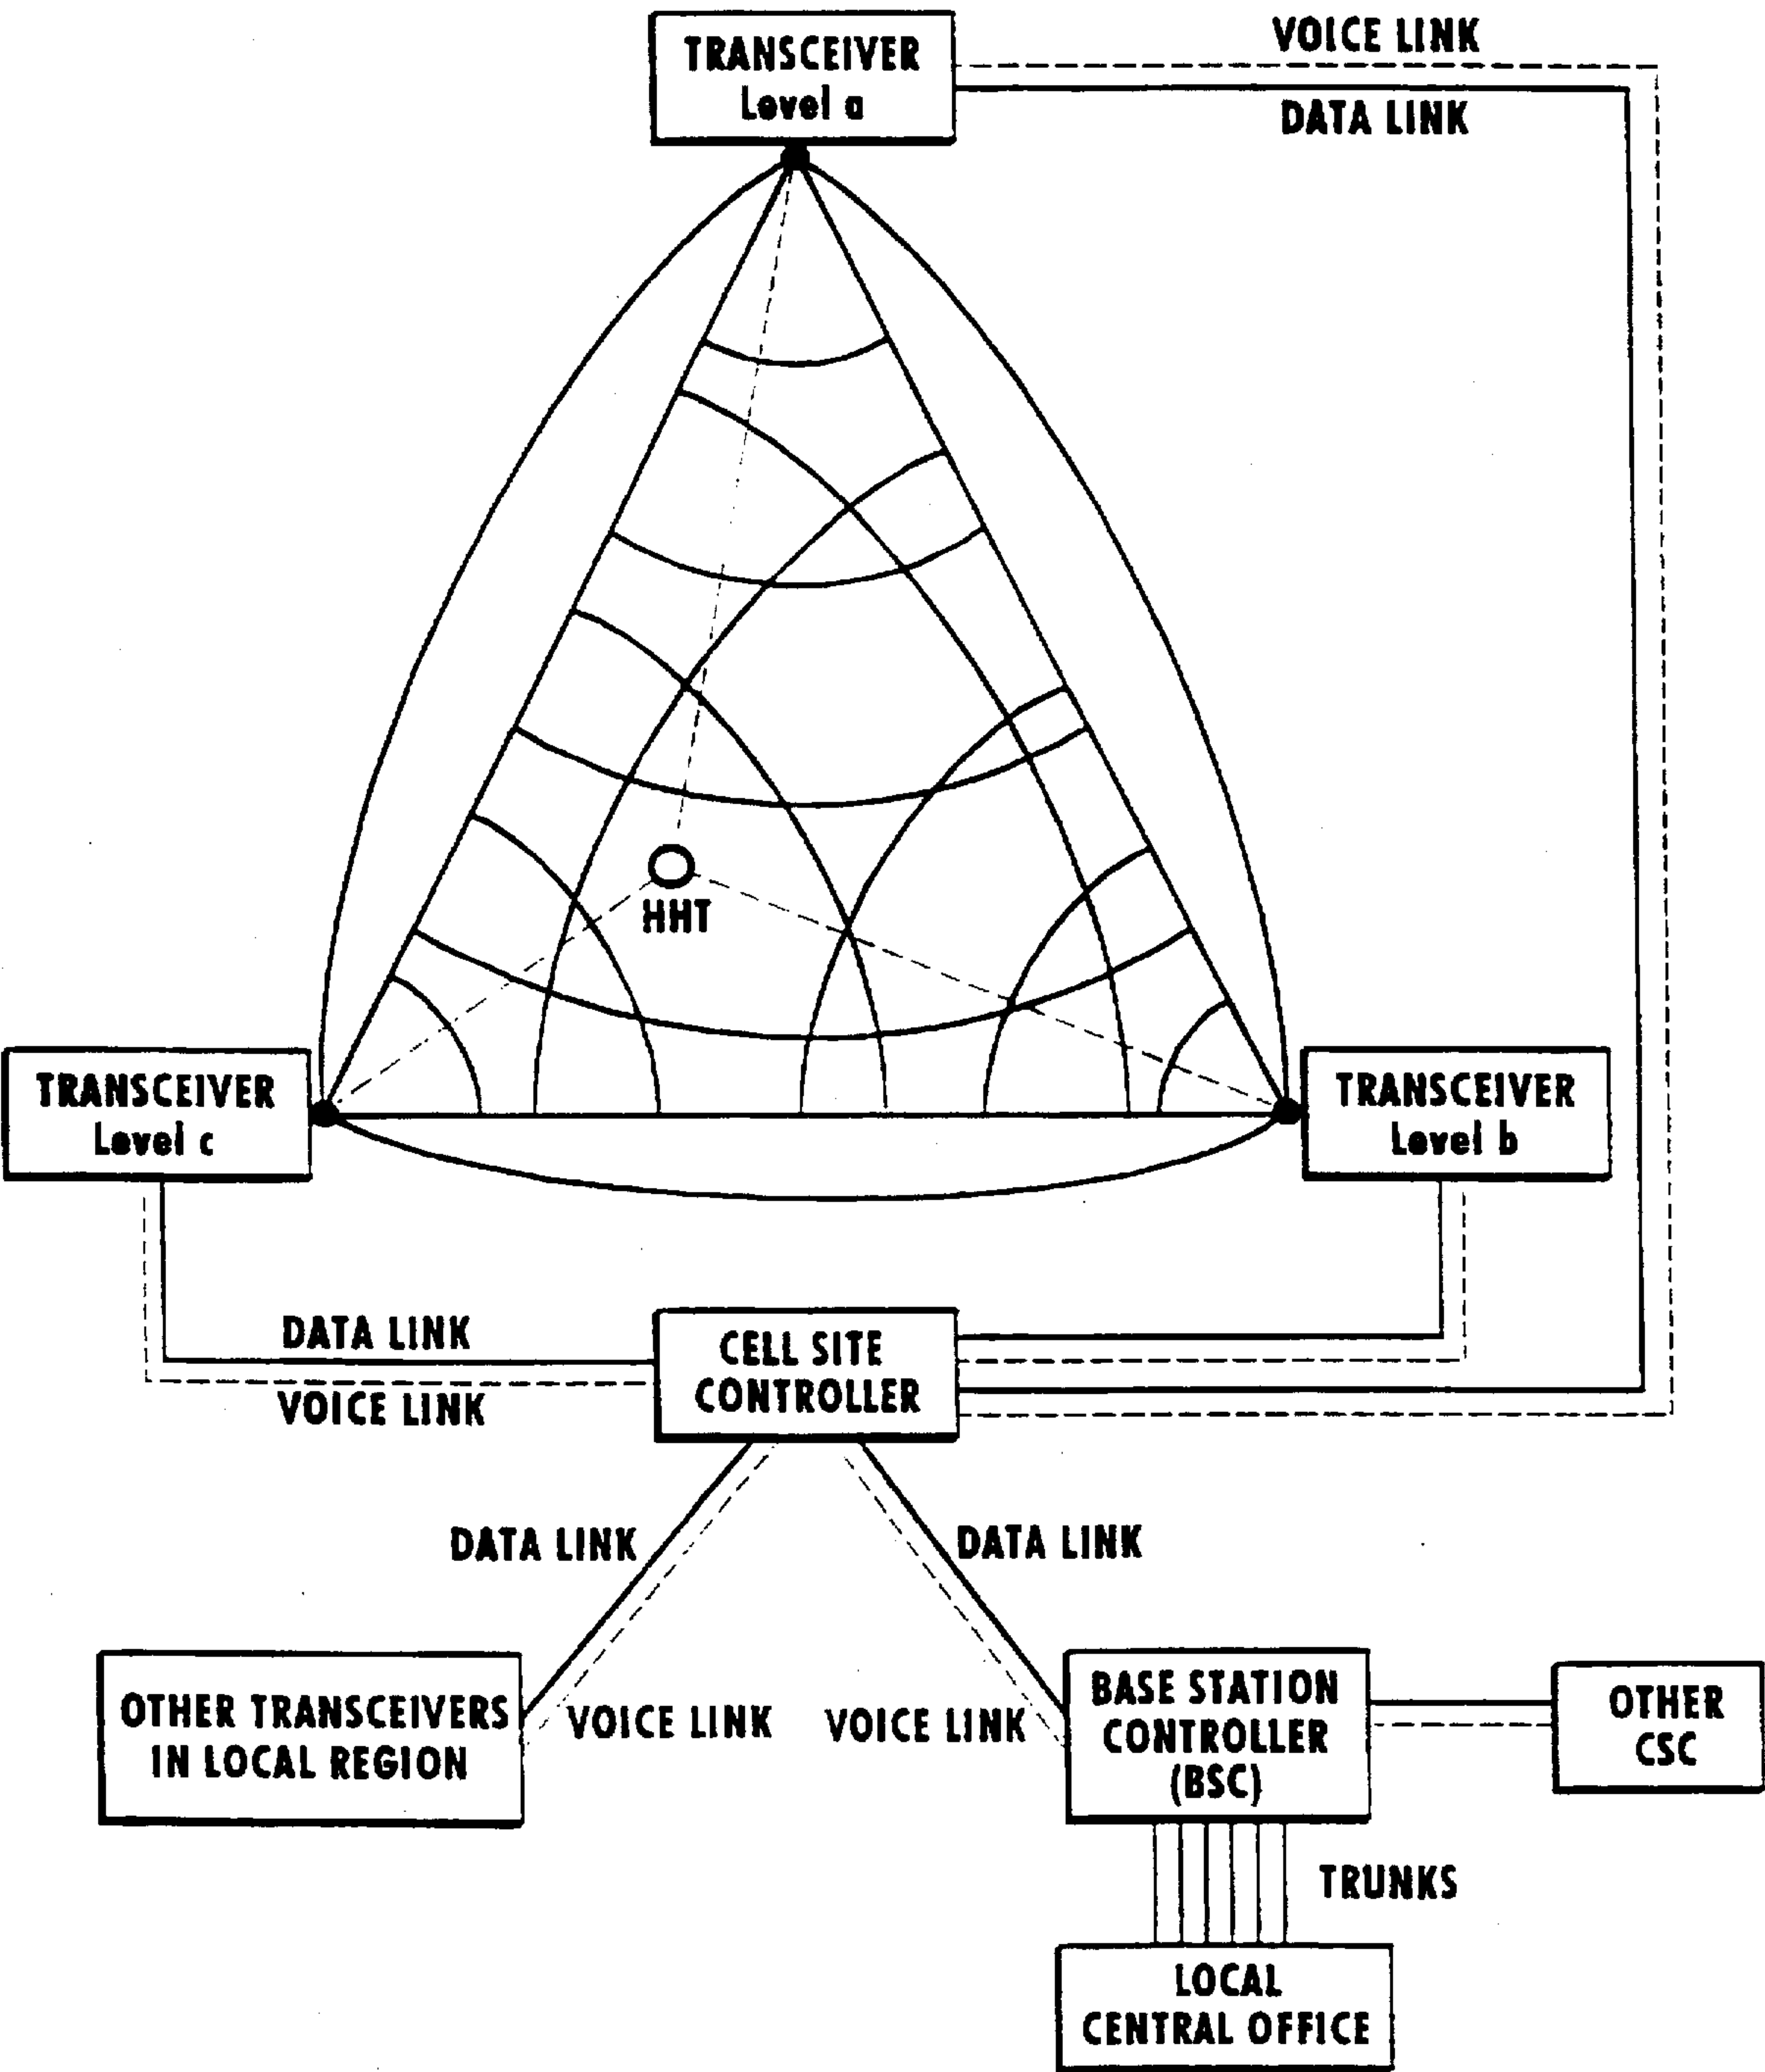 TRANSCEIVER
Level a
VOICE LINK
DATA LINK
HHT
TRANSCEIVER
Level c
TRANSCEIVER
Level b
DATA LINK
VOICE LINK
CELL SITE
CONTROLLER
DATA LINK
DATA LINK
OTHER TRANSCEIVERS
IN LOCAL REGION
VOICE LINK
VOICE LINK
BASE STATION
CONTROLLER
(BSC)
OTHER
CSC
TRUNKS
LOCAL
CENTRAL OFFICE